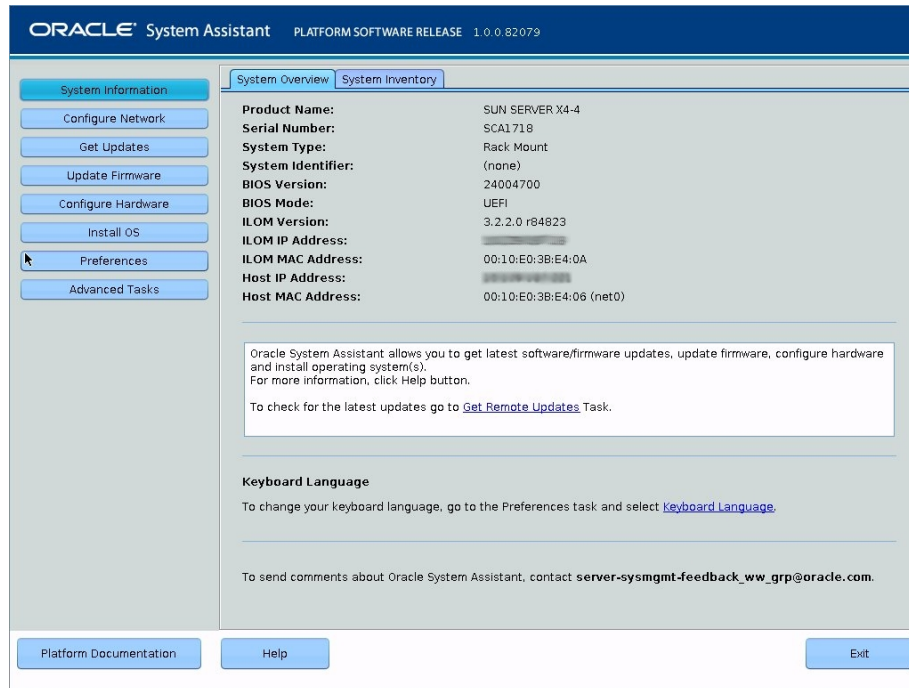 ORACLE System Assistant PLATFORM SOFTWARE RELEASE 1.0.0.82079
System Information
Configure Network
Get Updates
Update Firmware
Configure Hardware
Install OS
Preferences
Advanced Tasks
System Overview System Inventory
Product Name: SUN SERVER X4-4
Serial Number: SCA1718
System Type: Rack Mount
System Identifier: (none)
BIOS Version: 24004700
BIOS Mode: UEFI
ILOM Version: 3.2.2.0 r84823
ILOM IP Address:
ILOM MAC Address: 00:10:E0:3B:E4:0A
Host IP Address:
Host MAC Address: 00:10:E0:3B:E4:06 (net0)
Oracle System Assistant allows you to get latest software/firmware updates, update firmware, configure hardware
and install operating system(s).
For more information, click Help button.
To check for the latest updates go to Get Remote Updates Task.
Keyboard Language
To change your keyboard language, go to the Preferences task and select Keyboard Language.
To send comments about Oracle System Assistant, contact server-sysmgmt-feedback_ww_grp@oracle.com.
Platform Documentation
Help
Exit